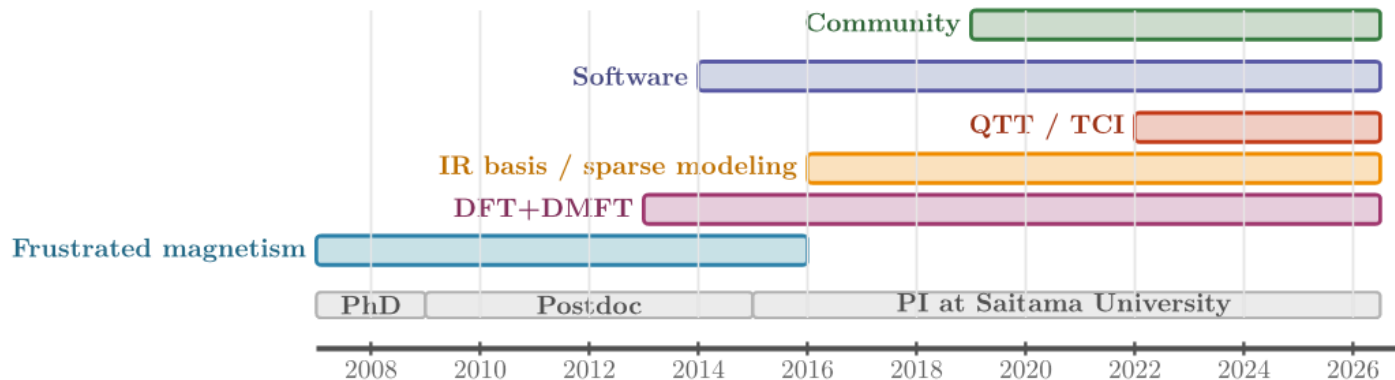 Community
Software
QTT / TCI
IR basis / sparse modeling
DFT+DMFT
Frustrated magnetism
PhD Postdoc PI at Saitama University
2008 2010 2012 2014 2016 2018 2020 2022 2024 2026